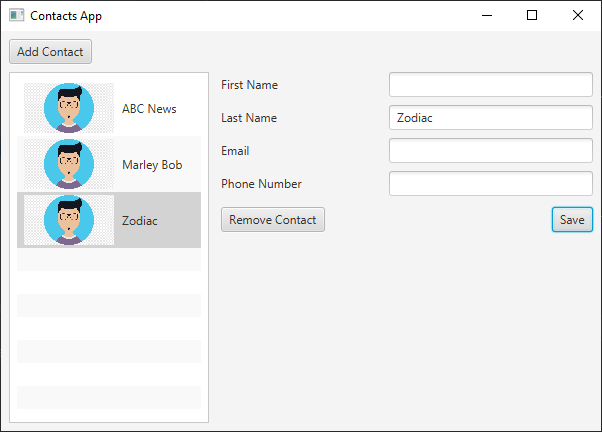 Contacts App
Add Contact
ABC News
Marley Bob
Zodiac
First Name
Last Name Zodiac
Email
Phone Number
Remove Contact Save